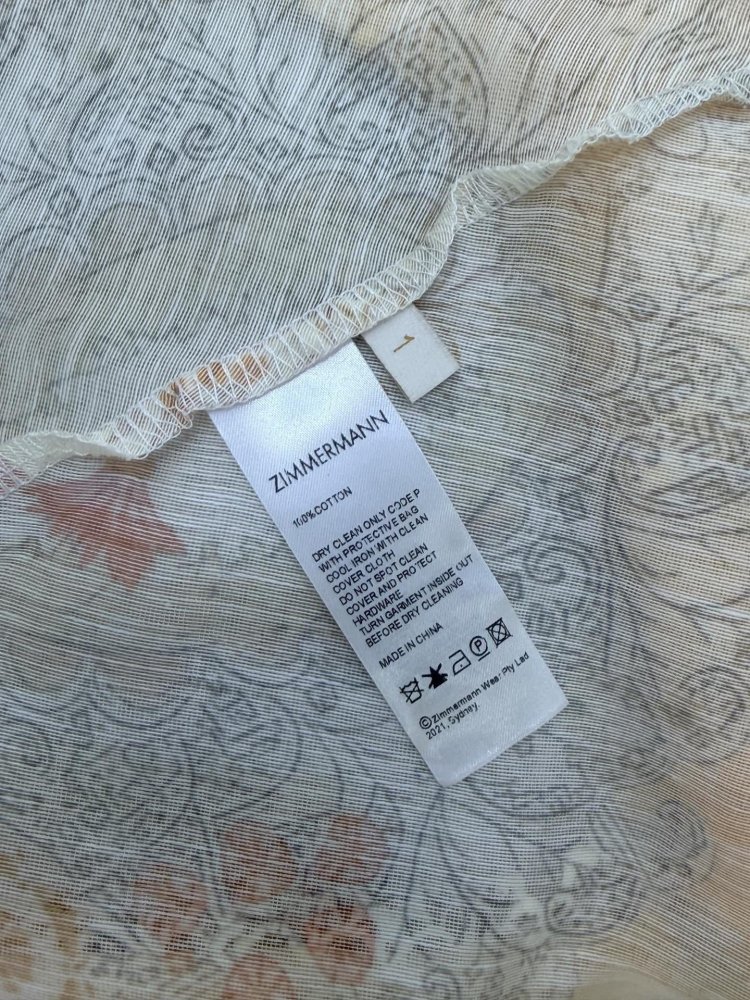 1
ZIMMERMANN
100%COTTON
DRY CLEAN ONLY CODE P
WITH PROTECTIVE BAG
COOL IRON WITH CLEAN
COVER CLOTH
DO NOT SPOT CLEAN
COVER AND PROTECT
HARDWARE
TURN GARMENT INSIDE OUT
BEFORE DRY CLEANING
MADE IN CHINA
P
©Zimmermann Wear Pty Lad
2021, Sydney